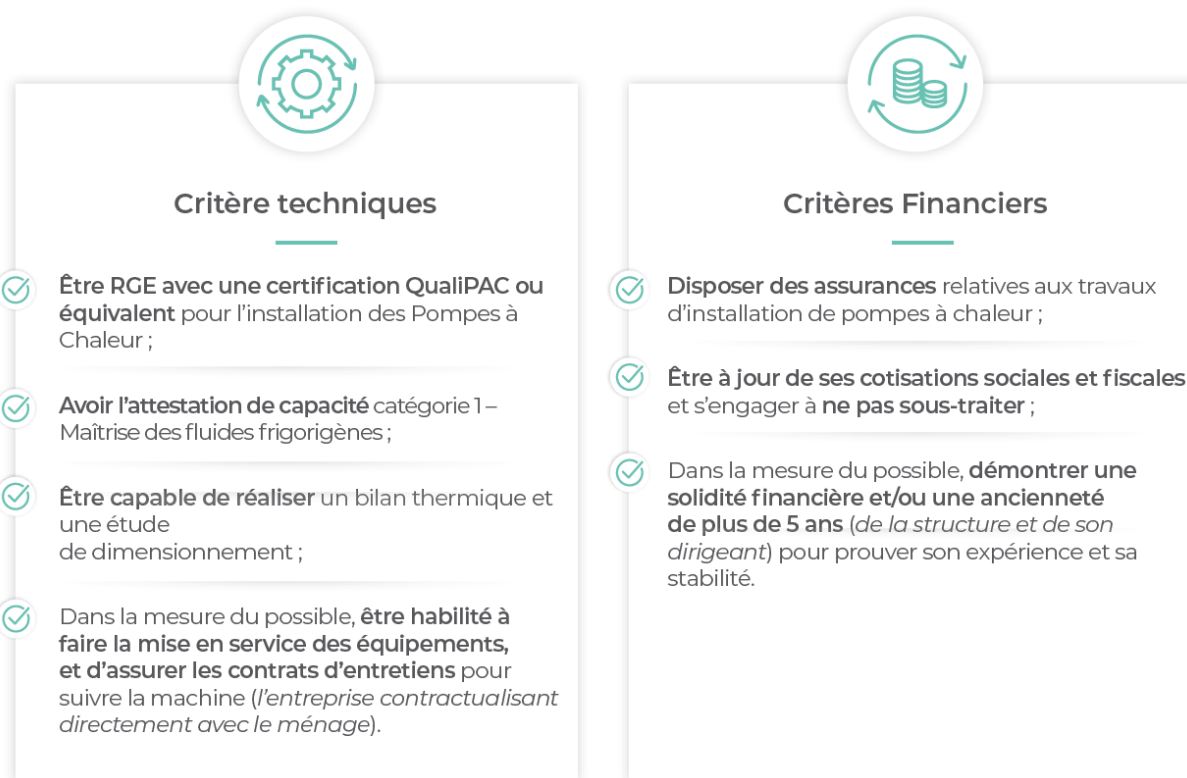 Critère techniques
Être RGE avec une certification QualiPAC ou
équivalent pour l’installation des Pompes à
Chaleur ;
Avoir l’attestation de capacité catégorie 1 –
Maîtrise des fluides frigorigènes ;
Être capable de réaliser un bilan thermique et
une étude
de dimensionnement ;
Dans la mesure du possible, être habilité à
faire la mise en service des équipements,
et d’assurer les contrats d’entretiens pour
suivre la machine (l’entreprise contractualisant
directement avec le ménage).
Critères Financiers
Disposer des assurances relatives aux travaux
d’installation de pompes à chaleur ;
Être à jour de ses cotisations sociales et fiscales
et s’engager à ne pas sous-traiter ;
Dans la mesure du possible, démontrer une
solidité financière et/ou une ancienneté
de plus de 5 ans (de la structure et de son
dirigeant) pour prouver son expérience et sa
stabilité.